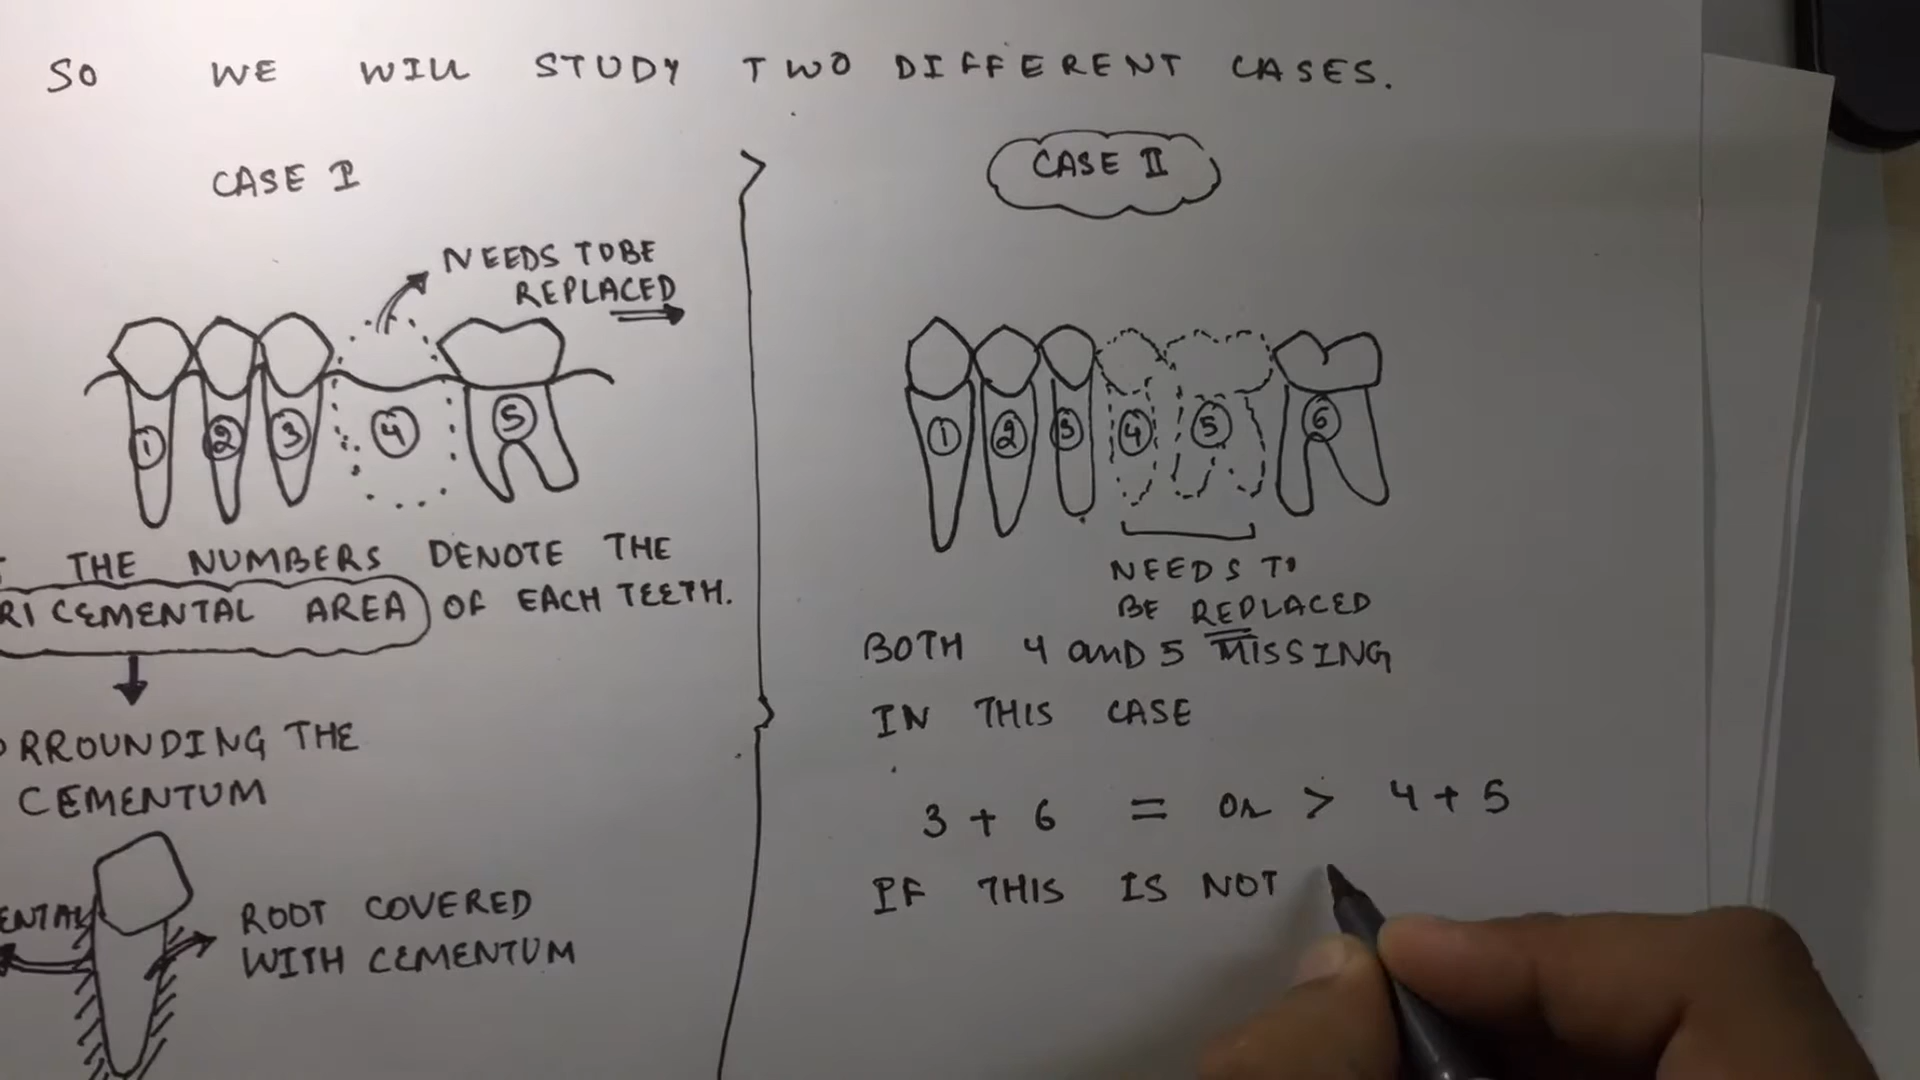 SO WE WILL STUDY TWO DIFFERENT CASES.
CASE I
NEEDS TO BE
REPLACED
1 2 3 4 5
THE NUMBERS DENOTE THE
RICEMENTAL AREA OF EACH TEETH.
RROUNDING THE
CEMENTUM
ENTAL
ROOT COVERED
WITH CEMENTUM
CASE II
1 2 3 4 5 6
NEEDS TO
BE REPLACED
BOTH 4 and 5 MISSING
IN THIS CASE
3 + 6 = OR > 4 + 5
IF THIS IS NOT